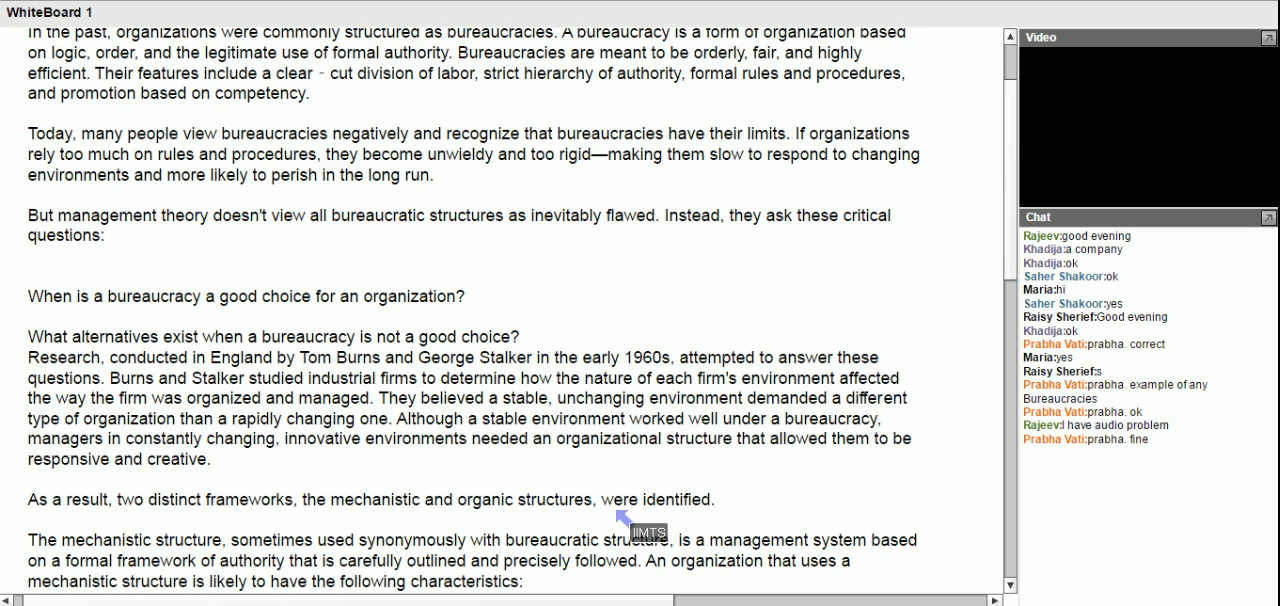 WhiteBoard 1
In the past, organizations were commonly structured as bureaucracies. A bureaucracy is a form of organization based
on logic, order, and the legitimate use of formal authority. Bureaucracies are meant to be orderly, fair, and highly
efficient. Their features include a clear - cut division of labor, strict hierarchy of authority, formal rules and procedures,
and promotion based on competency.
Today, many people view bureaucracies negatively and recognize that bureaucracies have their limits. If organizations
rely too much on rules and procedures, they become unwieldy and too rigid—making them slow to respond to changing
environments and more likely to perish in the long run.
But management theory doesn't view all bureaucratic structures as inevitably flawed. Instead, they ask these critical
questions:
When is a bureaucracy a good choice for an organization?
What alternatives exist when a bureaucracy is not a good choice?
Research, conducted in England by Tom Burns and George Stalker in the early 1960s, attempted to answer these
questions. Burns and Stalker studied industrial firms to determine how the nature of each firm's environment affected
the way the firm was organized and managed. They believed a stable, unchanging environment demanded a different
type of organization than a rapidly changing one. Although a stable environment worked well under a bureaucracy,
managers in constantly changing, innovative environments needed an organizational structure that allowed them to be
responsive and creative.
As a result, two distinct frameworks, the mechanistic and organic structures, were identified.
IIMTS
The mechanistic structure, sometimes used synonymously with bureaucratic structure, is a management system based
on a formal framework of authority that is carefully outlined and precisely followed. An organization that uses a
mechanistic structure is likely to have the following characteristics:
Video
Chat
Rajeev:good evening
Khadija:a company
Khadija:ok
Saher Shakoor:ok
Maria:hi
Saher Shakoor:yes
Raisy Sherief:Good evening
Khadija:ok
Prabha Vati:prabha. correct
Maria:yes
Raisy Sherief:s
Prabha Vati:prabha. example of any
Bureaucracies
Prabha Vati:prabha. ok
Rajeev:I have audio problem
Prabha Vati:prabha. fine